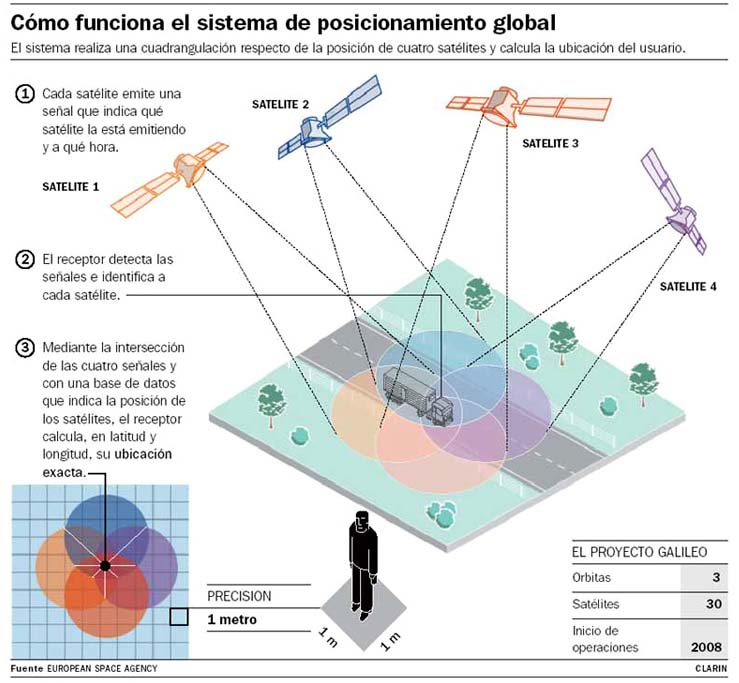 Cómo funciona el sistema de posicionamiento global
El sistema realiza una cuadrangulación respecto de la posición de cuatro satélites y calcula la ubicación del usuario.
1 Cada satélite emite una
señal que indica qué
satélite la está emitiendo
y a qué hora.
SATELITE 1
SATELITE 2
SATELITE 3
SATELITE 4
2 El receptor detecta las
señales e identifica a
cada satélite.
3 Mediante la intersección
de las cuatro señales y
con una base de datos
que indica la posición de
los satélites, el receptor
calcula, en latitud y
longitud, su ubicación
exacta.
PRECISION
1 metro
1 m
1 m
EL PROYECTO GALILEO
Orbitas 3
Satélites 30
Inicio de
operaciones 2008
Fuente EUROPEAN SPACE AGENCY
CLARIN